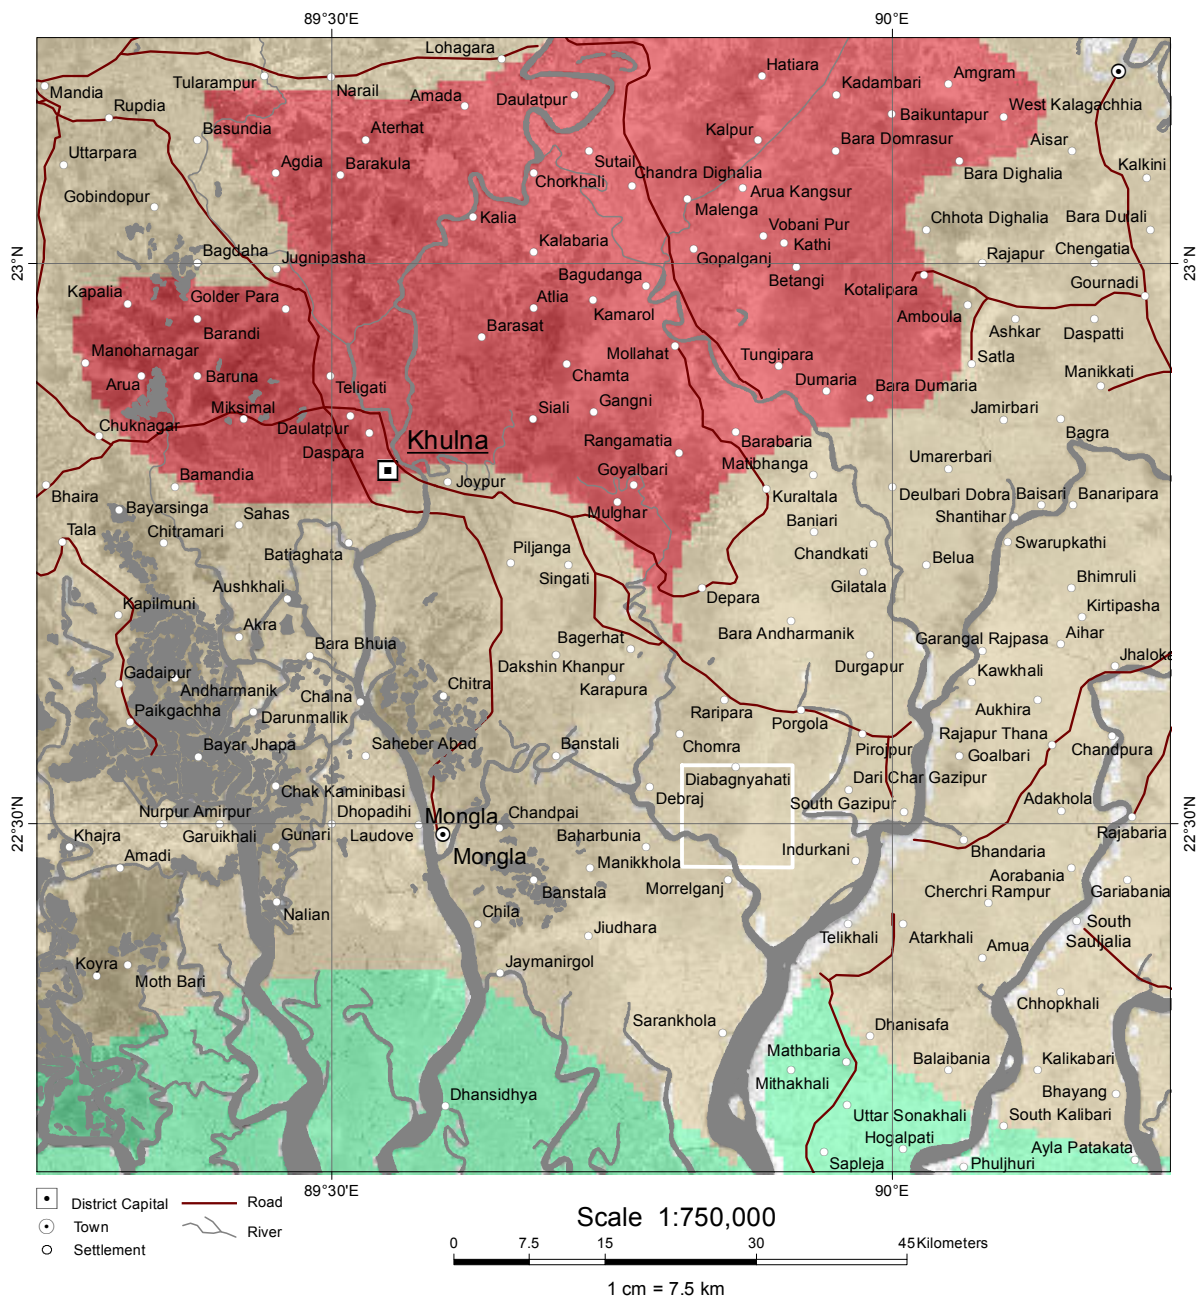 89°30'E
90°E
Lohagara
Hatiara
Tularampur
Amgram
Mandia
Narail
Amada
Daulatpur
Kadambari
Rupdia
West Kalagachhia
Baikuntapur
Basundia
Aterhat
Kalpur
Bara Domrasur
Aisar
Uttarpara
Agdia
Barakula
Sutail
Chandra Dighalia
Kalkini
Chorkhali
Bara Dighalia
Gobindopur
Malenga
Arua Kangsur
Kalia
Vobani Pur
Chhota Dighalia
Bara Dulali
Bagdaha
Jugnipasha
Kalabaria
Kathi
Rajapur
Chengatia
23°N
Gopalganj
23°N
Bagudanga
Betangi
Gournadi
Kapalia
Golder Para
Atlia
Kotalipara
Kamarol
Amboula
Barandi
Barasat
Ashkar
Daspatti
Manoharnagar
Mollahat
Tungipara
Satla
Arua
Baruna
Teligati
Chamta
Dumaria
Bara Dumaria
Manikkati
Miksimal
Siali
Gangni
Jamirbari
Chuknagar
Daulatpur
Bagra
Khulna
Rangamatia
Barabaria
Daspara
Matibhanga
Umarerbari
Bamandia
Joypur
Goyalbari
Bhaira
Kuraltala
Deulbari Dobra
Baisari
Banaripara
Bayarsinga
Sahas
Mulghar
Shantihar
Tala
Chitramari
Baniari
Batiaghata
Piljanga
Chandkati
Swarupkathi
Singati
Belua
Aushkhali
Gilatala
Bhimruli
Kapilmuni
Depara
Kirtipasha
Akra
Bagerhat
Bara Andharmanik
Garangal Rajpasa
Aihar
Bara Bhuia
Jhaloka
Gadaipur
Dakshin Khanpur
Durgapur
Kawkhali
Andharmanik
Chalna
Chitra
Karapura
Paikgachha
Darunmallik
Raripara
Aukhira
Porgola
Bayar Jhapa
Saheber Abad
Banstali
Chomra
Pirojpur
Rajapur Thana
Chandpura
Goalbari
Diabagnyahati
Dari Char Gazipur
Chak Kaminibasi
Debraj
South Gazipur
Adakhola
Nurpur Amirpur
Dhopadihi
Mongla
Chandpai
Khajra
Garuikhali
Gunari
Laudove
Baharbunia
Rajabaria
22°30'N
22°30'N
Amadi
Mongla
Indurkani
Bhandaria
Manikkhola
Aorabania
Banstala
Morrelganj
Cherchri Rampur
Gariabania
Nalian
Chila
South
Sauljalia
Jiudhara
Telikhali
Atarkhali
Amua
Koyra
Moth Bari
Jaymanirgol
Chhopkhali
Sarankhola
Dhanisafa
Mathbaria
Balaibania
Kalikabari
Mithakhali
Bhayang
Dhansidhya
Uttar Sonakhali
South Kalibari
Hogalpati
Ayla Patakata
Sapleja
Phuljhuri
89°30'E
90°E
District Capital
Road
Town
River
Settlement
Scale 1:750,000
0 7.5 15 30 45 Kilometers
1 cm = 7.5 km